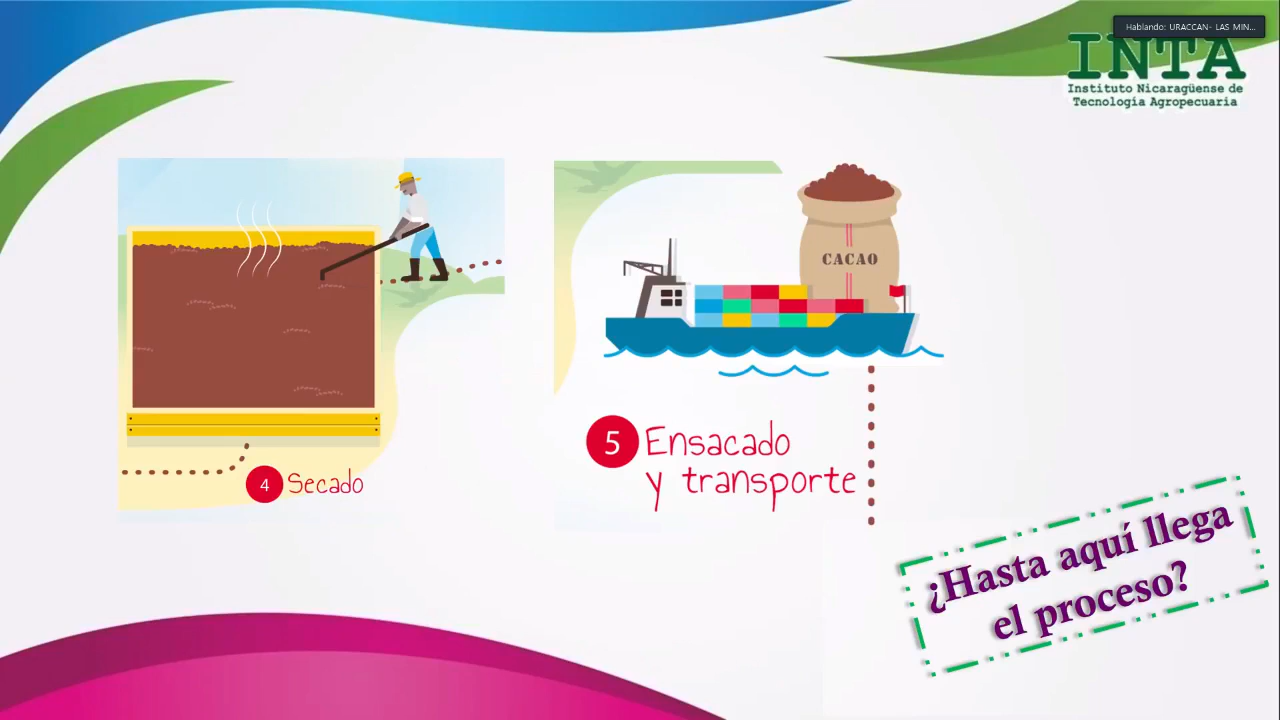 Hablando: URACCAN- LAS MIN...
INTA
Instituto Nicaragüense de
Tecnología Agropecuaria
CACAO
4 Secado
5 Ensacado
y transporte
¿Hasta aquí llega
el proceso?